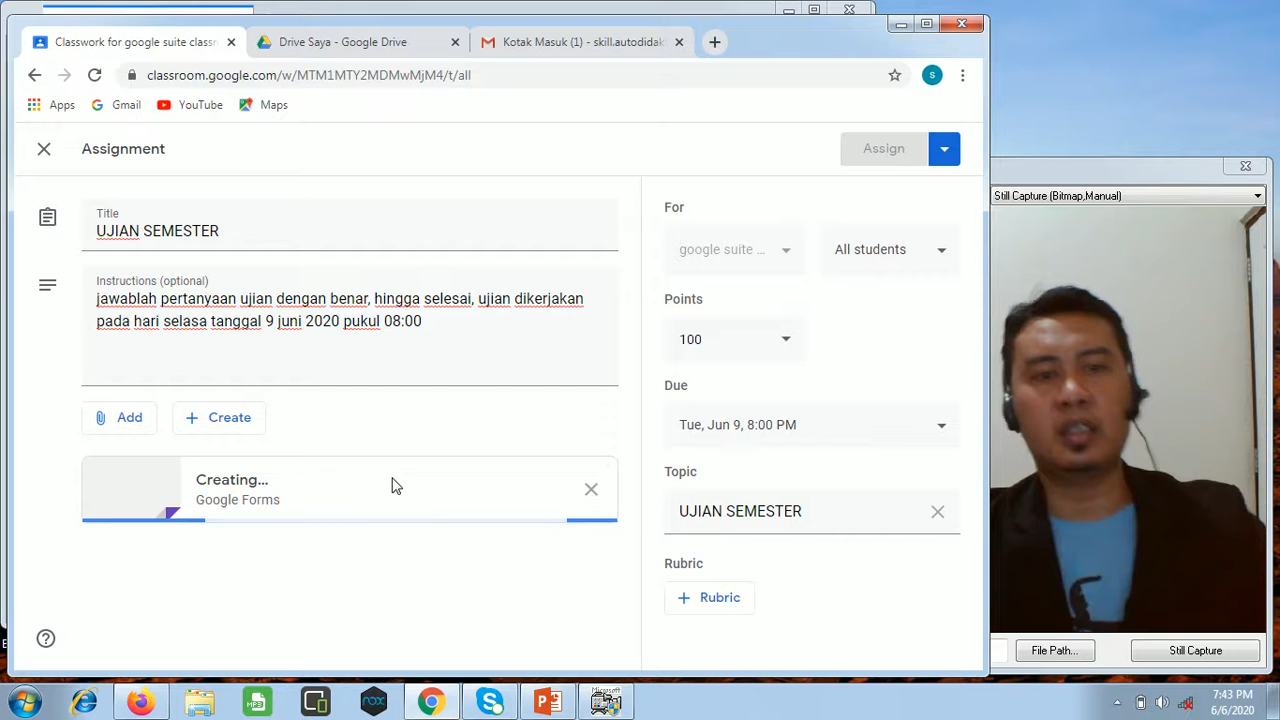 Classwork for google suite class
Drive Saya - Google Drive
Kotak Masuk (1) - skill.autodidak
classroom.google.com/w/MTM1MTY2MDMwMjM4/t/all
Apps
Gmail
YouTube
Maps
s
Assignment
Assign
Title
UJIAN SEMESTER
Instructions (optional)
jawablah pertanyaan ujian dengan benar, hingga selesai, ujian dikerjakan
pada hari selasa tanggal 9 juni 2020 pukul 08:00
Add
Create
Creating...
Google Forms
For
google suite ...
All students
Points
100
Due
Tue, Jun 9, 8:00 PM
Topic
UJIAN SEMESTER
Rubric
Rubric
Still Capture (Bitmap,Manual)
File Path...
Still Capture
MP3
nox
Microsoft
7:43 PM
6/6/2020